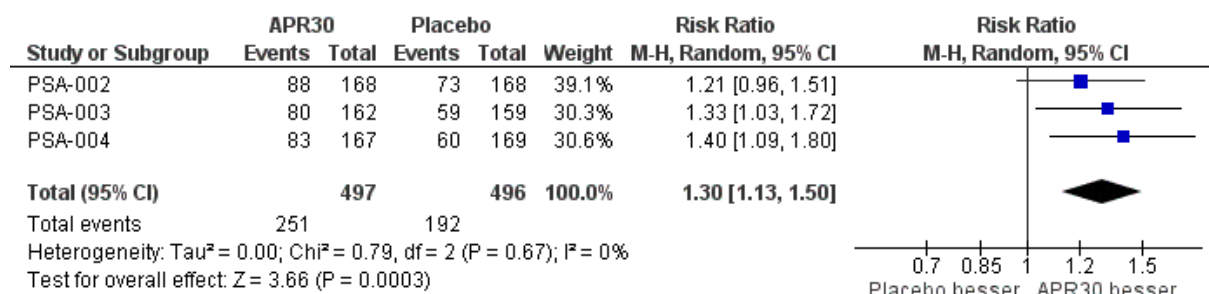 APR30 Placebo Risk Ratio Risk Ratio
Study or Subgroup Events Total Events Total Weight M-H, Random, 95% CI M-H, Random, 95% CI
PSA-002 88 168 73 168 39.1% 1.21 [0.96, 1.51]
PSA-003 80 162 59 159 30.3% 1.33 [1.03, 1.72]
PSA-004 83 167 60 169 30.6% 1.40 [1.09, 1.80]
Total (95% CI) 497 496 100.0% 1.30 [1.13, 1.50]
Total events 251 192
Heterogeneity: Tau² = 0.00; Chi² = 0.79, df = 2 (P = 0.67); I² = 0%
Test for overall effect: Z = 3.66 (P = 0.0003)
0.7 0.85 1 1.2 1.5
Placebo besser APR30 besser